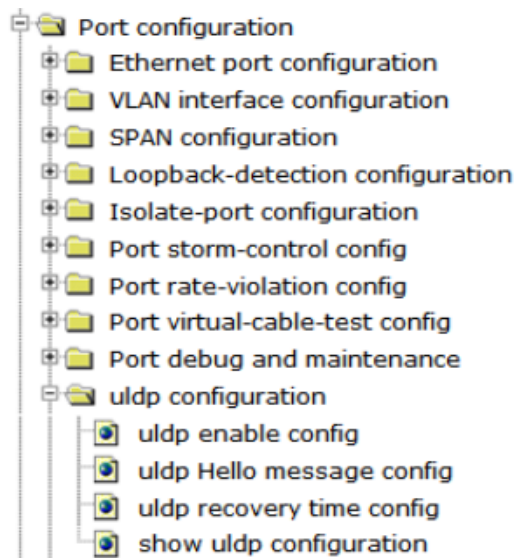 Port configuration
Ethernet port configuration
VLAN interface configuration
SPAN configuration
Loopback-detection configuration
Isolate-port configuration
Port storm-control config
Port rate-violation config
Port virtual-cable-test config
Port debug and maintenance
uldp configuration
uldp enable config
uldp Hello message config
uldp recovery time config
show uldp configuration